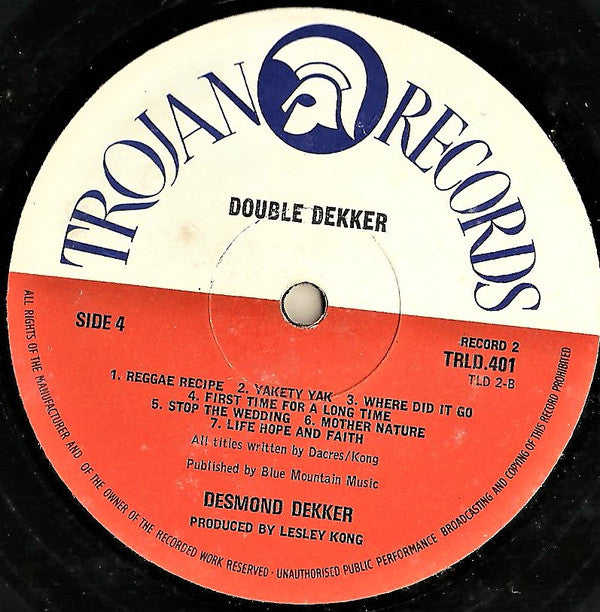 TROJAN RECORDS
DOUBLE DEKKER
SIDE 4
RECORD 2
TRLD.401
TLD 2-B
1. REGGAE RECIPE 2. YAKETY YAK 3. WHERE DID IT GO
4. FIRST TIME FOR A LONG TIME
5. STOP THE WEDDING 6. MOTHER NATURE
7. LIFE HOPE AND FAITH
All titles written by Dacres/Kong
Published by Blue Mountain Music
DESMOND DEKKER
PRODUCED BY LESLEY KONG
ALL RIGHTS OF THE MANUFACTURER AND OF THE OWNER OF THE RECORDED WORK RESERVED - UNAUTHORISED PUBLIC PERFORMANCE BROADCASTING AND COPYING OF THIS RECORD PROHIBITED